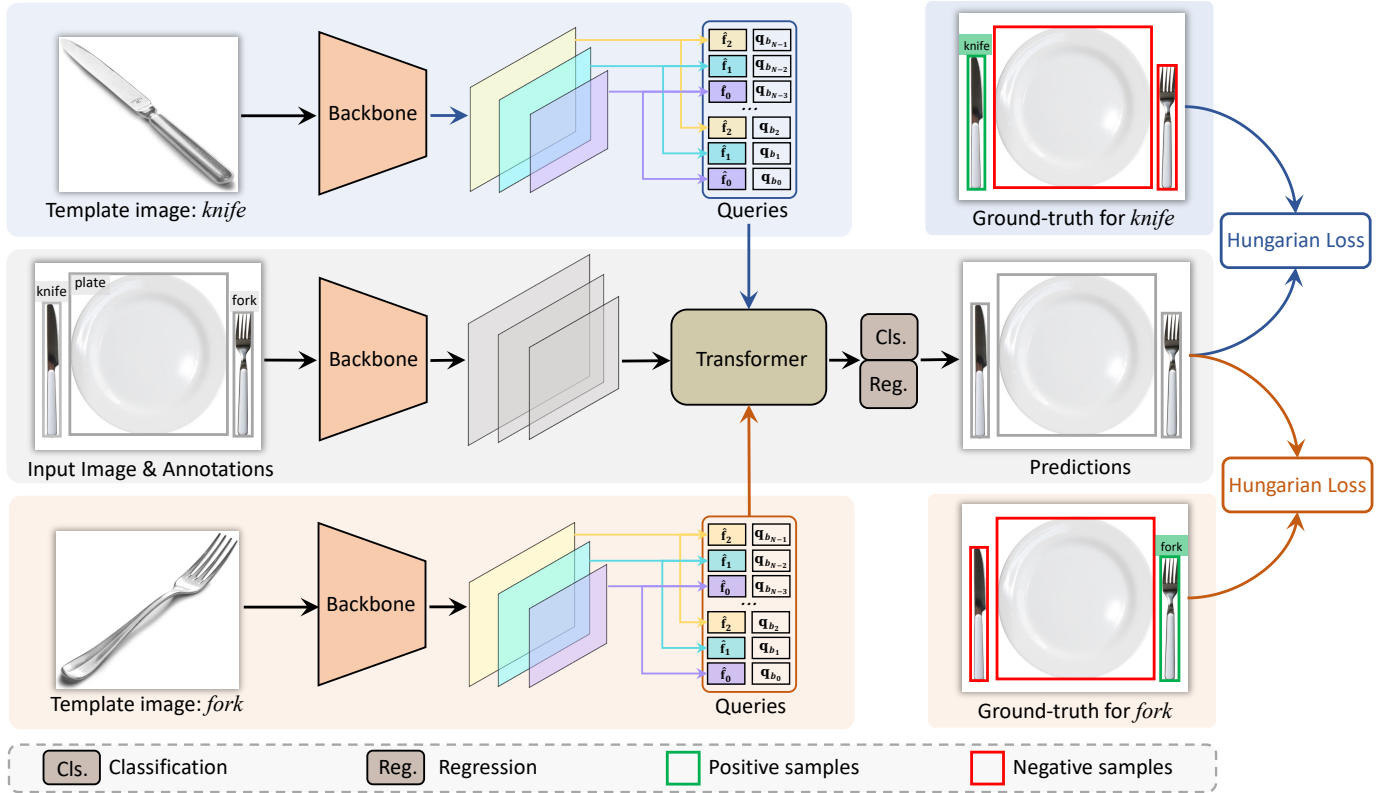 Template image: knife
Backbone
f̂₂ q_{b_{N−1}}
f̂₁ q_{b_{N−2}}
f̂₀ q_{b_{N−3}}
...
f̂₂ q_{b_2}
f̂₁ q_{b_1}
f̂₀ q_{b_0}
Queries
knife
Ground-truth for knife
Hungarian Loss
knife
plate
fork
Input Image & Annotations
Backbone
Transformer
Cls.
Reg.
Predictions
Hungarian Loss
Template image: fork
Backbone
f̂₂ q_{b_{N−1}}
f̂₁ q_{b_{N−2}}
f̂₀ q_{b_{N−3}}
...
f̂₂ q_{b_2}
f̂₁ q_{b_1}
f̂₀ q_{b_0}
Queries
fork
Ground-truth for fork
Cls. Classification
Reg. Regression
Positive samples
Negative samples